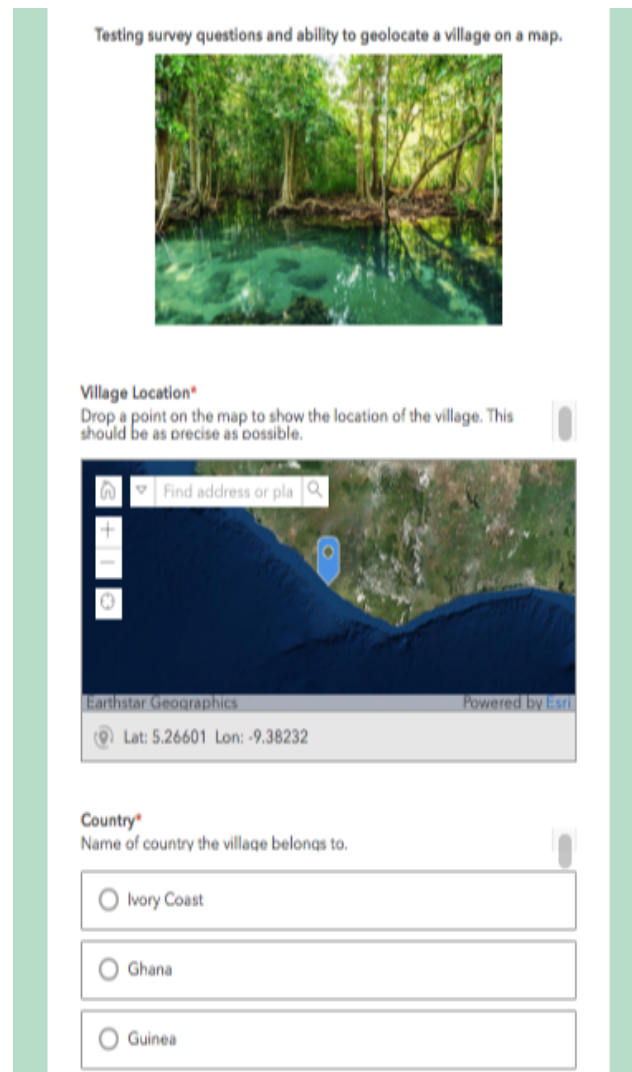 Testing survey questions and ability to geolocate a village on a map.
Village Location*
Drop a point on the map to show the location of the village. This
should be as precise as possible.
Find address or pla
Earthstar Geographics
Powered by Esri
Lat: 5.26601 Lon: -9.38232
Country*
Name of country the village belongs to.
Ivory Coast
Ghana
Guinea